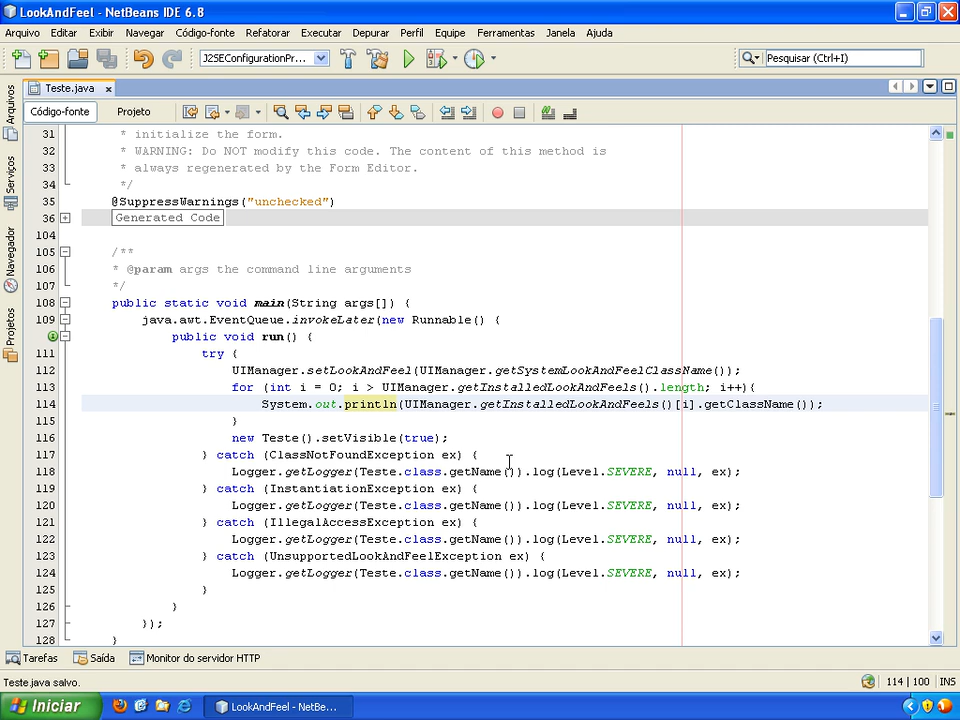 LookAndFeel - NetBeans IDE 6.8
Arquivo Editar Exibir Navegar Código-fonte Refatorar Executar Depurar Perfil Equipe Ferramentas Janela Ajuda
J2SEConfigurationPr...
Pesquisar (Ctrl+I)
Teste.java
Código-fonte Projeto
Arquivos
Serviços
Navegador
Projetos
31 * initialize the form.
32 * WARNING: Do NOT modify this code. The content of this method is
33 * always regenerated by the Form Editor.
34 */
35 @SuppressWarnings("unchecked")
36 Generated Code
104
105 /**
106 * @param args the command line arguments
107 */
108 public static void main(String args[]) {
109 java.awt.EventQueue.invokeLater(new Runnable() {
public void run() {
111 try {
112 UIManager.setLookAndFeel(UIManager.getSystemLookAndFeelClassName());
113 for (int i = 0; i > UIManager.getInstalledLookAndFeels().length; i++){
114 System.out.println(UIManager.getInstalledLookAndFeels()[i].getClassName());
115 }
116 new Teste().setVisible(true);
117 } catch (ClassNotFoundException ex) {
118 Logger.getLogger(Teste.class.getName()).log(Level.SEVERE, null, ex);
119 } catch (InstantiationException ex) {
120 Logger.getLogger(Teste.class.getName()).log(Level.SEVERE, null, ex);
121 } catch (IllegalAccessException ex) {
122 Logger.getLogger(Teste.class.getName()).log(Level.SEVERE, null, ex);
123 } catch (UnsupportedLookAndFeelException ex) {
124 Logger.getLogger(Teste.class.getName()).log(Level.SEVERE, null, ex);
125 }
126 }
127 });
128 }
Tarefas Saída Monitor do servidor HTTP
Teste.java salvo.
114 | 100 INS
Iniciar
LookAndFeel - NetBe...